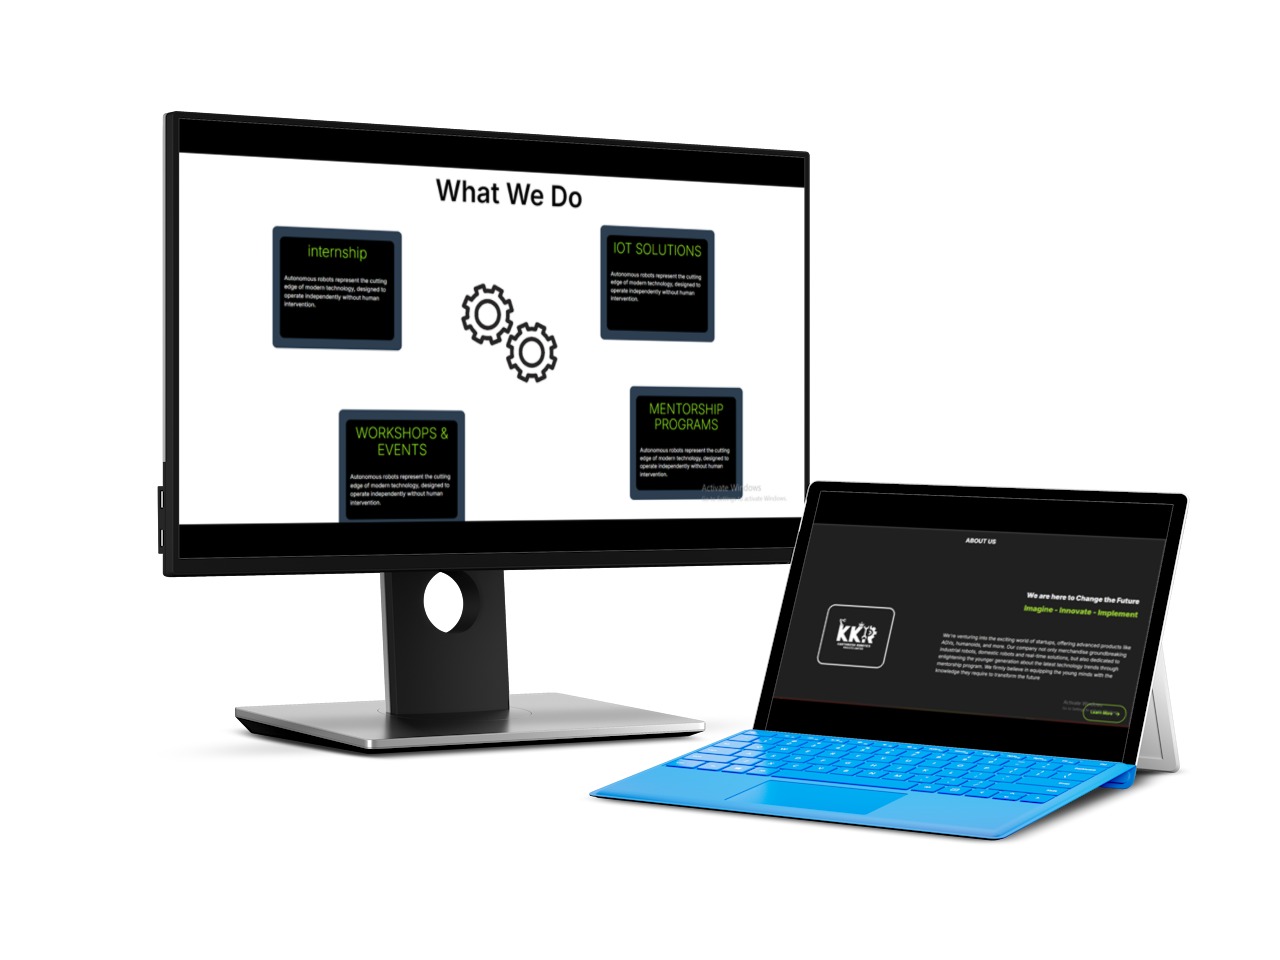 What We Do
internship
Autonomous robots represent the cutting
edge of modern technology, designed to
operate independently without human
intervention.
IOT SOLUTIONS
Autonomous robots represent the cutting
edge of modern technology, designed to
operate independently without human
intervention.
WORKSHOPS &
EVENTS
Autonomous robots represent the cutting
edge of modern technology, designed to
operate independently without human
intervention.
MENTORSHIP
PROGRAMS
Autonomous robots represent the cutting
edge of modern technology, designed to
operate independently without human
intervention.
Activate Windows
ABOUT US
We are here to Change the Future
Imagine - Innovate - Implement
KK
We're venturing into the exciting world of startups, offering advanced products like
AGVs, humanoids, and more. Our company not only merchandise groundbreaking
industrial robots, domestic robots and real-time solutions, but also dedicated to
enlightening the younger generation about the latest technology trends through
mentorship program. We firmly believe in equipping the young minds with the
knowledge they require to transform the future
Activate Windows
Learn More